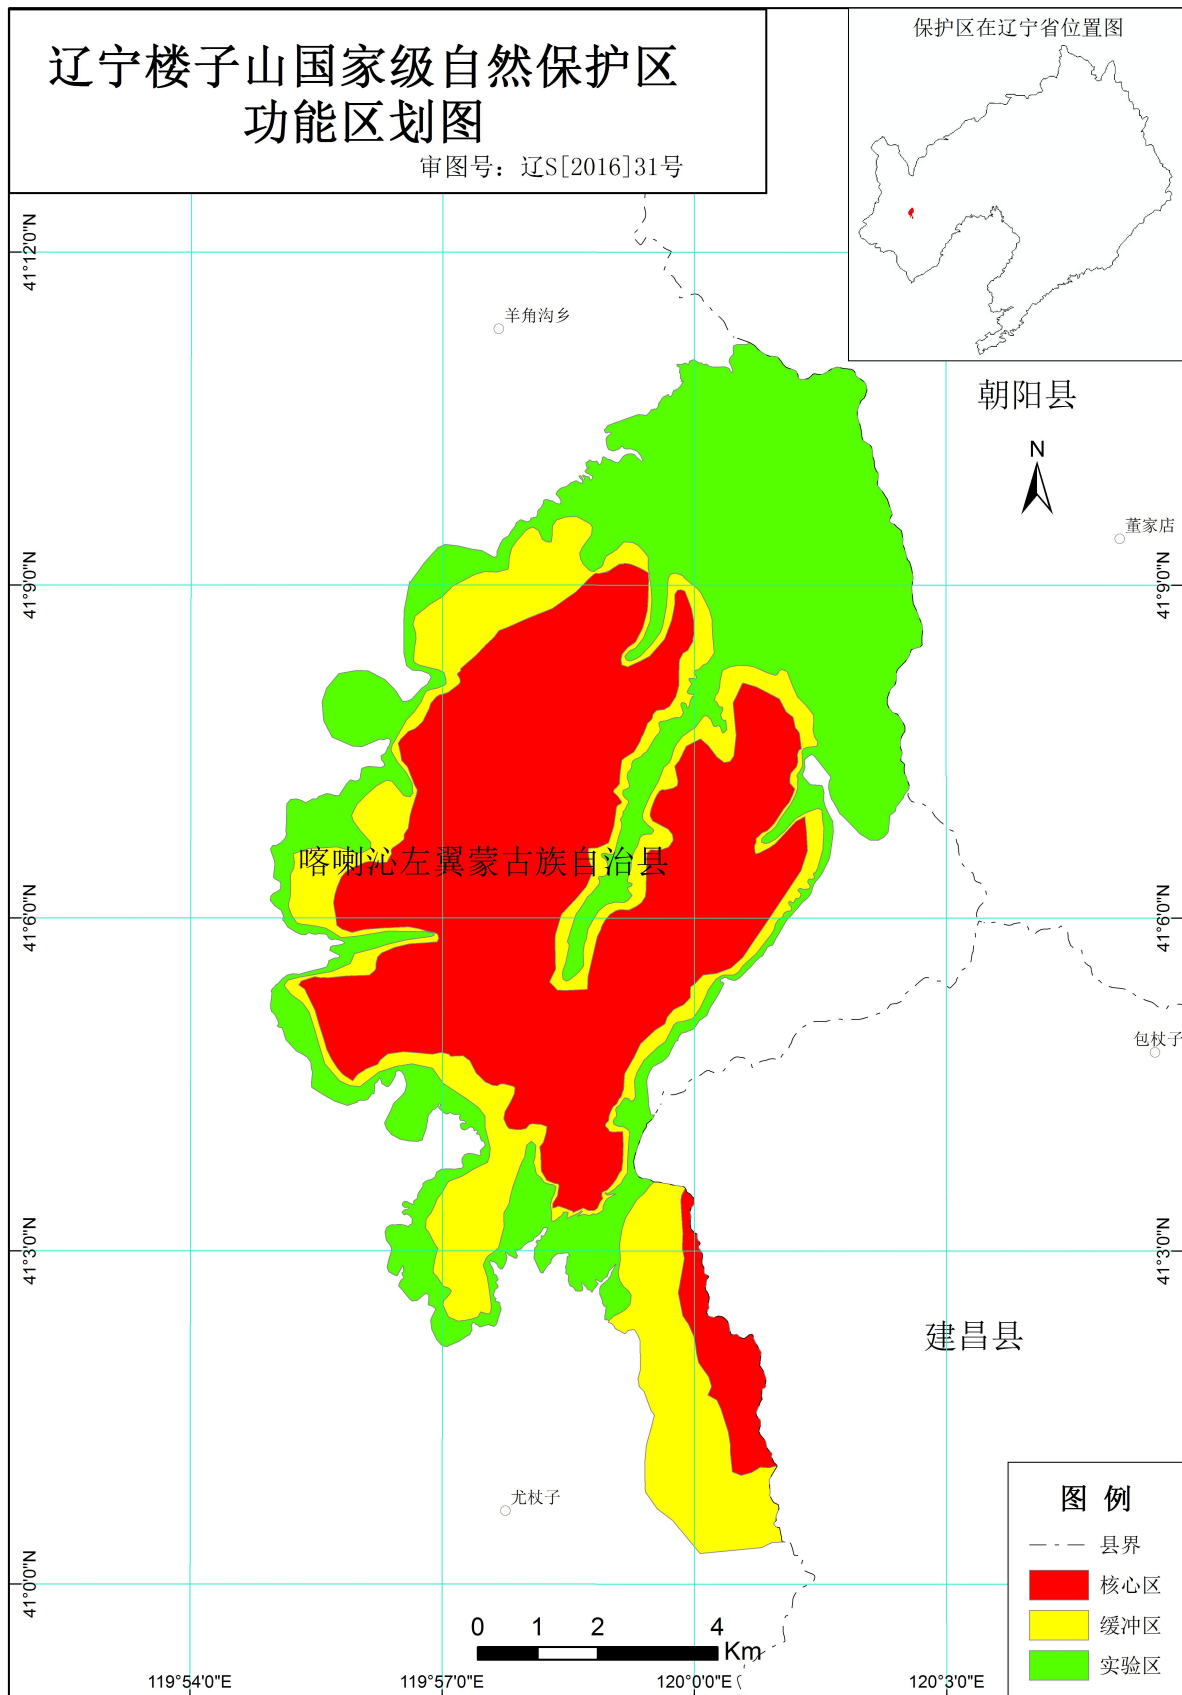 辽宁楼子山国家级自然保护区
功能区划图
审图号：辽S[2016]31号
保护区在辽宁省位置图
41°12'0"N
羊角沟乡
朝阳县
N
董家店
41°9'0"N
41°9'0"N
喀喇沁左翼蒙古族自治县
41°6'0"N
41°6'0"N
包杖子
41°3'0"N
41°3'0"N
建昌县
尤杖子
41°0'0"N
图 例
县界
核心区
缓冲区
实验区
0 1 2 4
Km
119°54'0"E 119°57'0"E 120°0'0"E 120°3'0"E